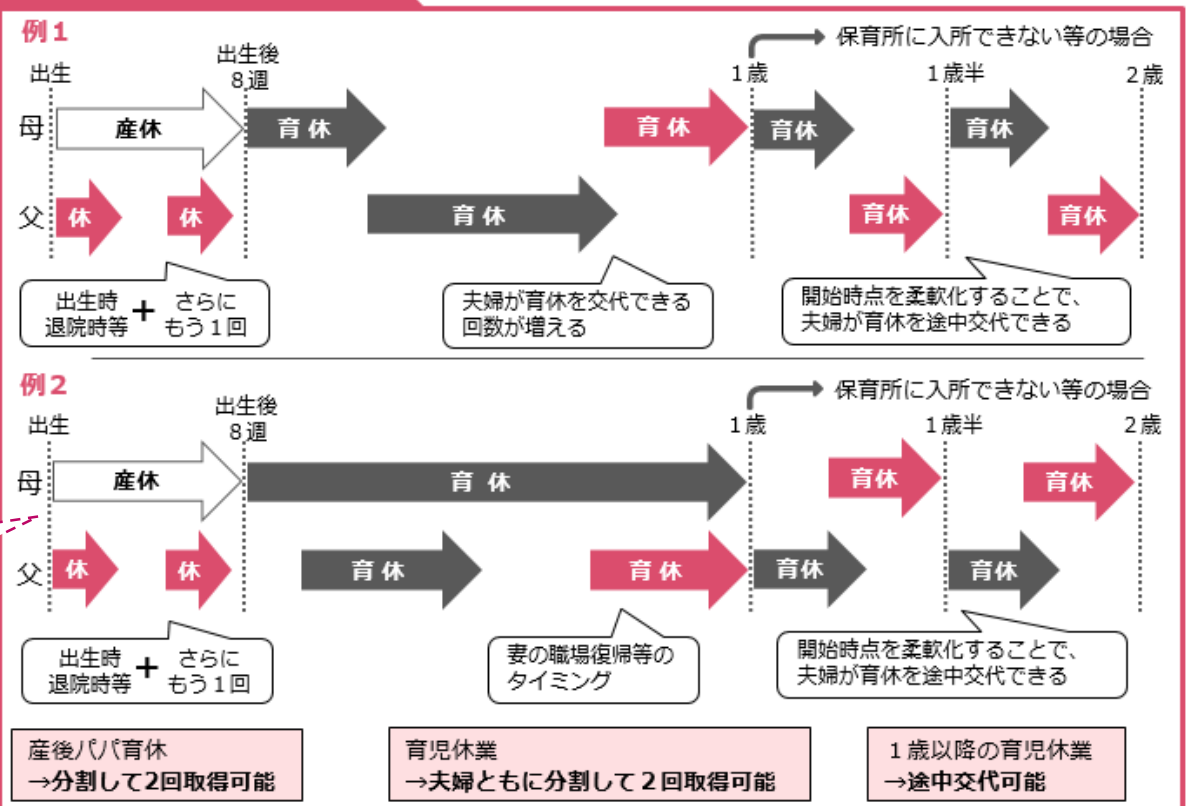 例1
保育所に入所できない等の場合
出生
出生後
8週
1歳
1歳半
2歳
母
産休
育休
育休
育休
育休
父
休
休
育休
育休
育休
出生時
退院時等
+
さらに
もう1回
夫婦が育休を交代できる
回数が増える
開始時点を柔軟化することで、
夫婦が育休を途中交代できる
例2
保育所に入所できない等の場合
出生
出生後
8週
1歳
1歳半
2歳
母
産休
育休
育休
育休
父
休
休
育休
育休
育休
育休
出生時
退院時等
+
さらに
もう1回
妻の職場復帰等の
タイミング
開始時点を柔軟化することで、
夫婦が育休を途中交代できる
産後パパ育休
→分割して2回取得可能
育児休業
→夫婦ともに分割して2回取得可能
1歳以降の育児休業
→途中交代可能